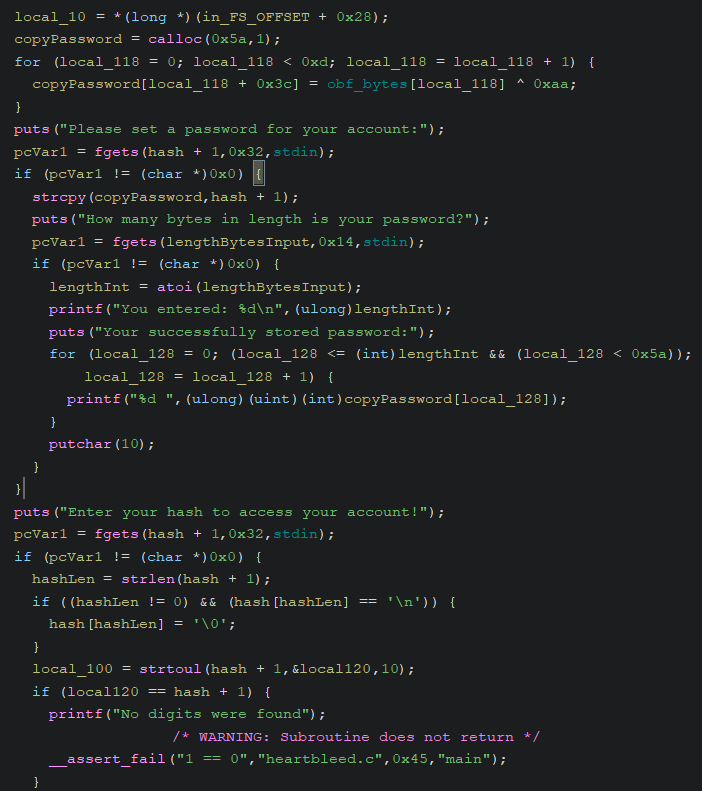 local_10 = *(long *)(in_FS_OFFSET + 0x28);
copyPassword = calloc(0x5a,1);
for (local_118 = 0; local_118 < 0xd; local_118 = local_118 + 1) {
copyPassword[local_118 + 0x3c] = obf_bytes[local_118] ^ 0xaa;
}
puts("Please set a password for your account:");
pcVar1 = fgets(hash + 1,0x32,stdin);
if (pcVar1 != (char *)0x0) {
strcpy(copyPassword,hash + 1);
puts("How many bytes in length is your password?");
pcVar1 = fgets(lengthBytesInput,0x14,stdin);
if (pcVar1 != (char *)0x0) {
lengthInt = atoi(lengthBytesInput);
printf("You entered: %d\n",(ulong)lengthInt);
puts("Your successfully stored password:");
for (local_128 = 0; (local_128 <= (int)lengthInt && (local_128 < 0x5a));
local_128 = local_128 + 1) {
printf("%d ",(ulong)(uint)(int)copyPassword[local_128]);
}
putchar(10);
}
}
puts("Enter your hash to access your account!");
pcVar1 = fgets(hash + 1,0x32,stdin);
if (pcVar1 != (char *)0x0) {
hashLen = strlen(hash + 1);
if ((hashLen != 0) && (hash[hashLen] == '\n')) {
hash[hashLen] = '\0';
}
local_100 = strtoul(hash + 1,&local120,10);
if (local120 == hash + 1) {
printf("No digits were found");
/* WARNING: Subroutine does not return */
__assert_fail("1 == 0","heartbleed.c",0x45,"main");
}